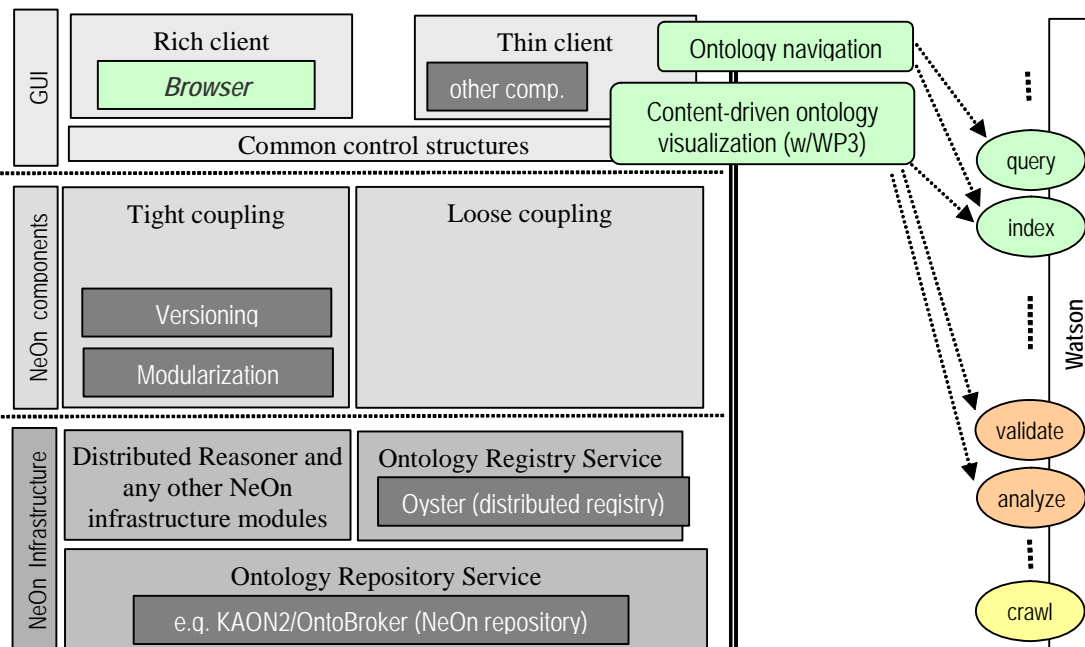 GUI
Rich client
Browser
Thin client
other comp.
Common control structures
Ontology navigation
Content-driven ontology
visualization (w/WP3)
NeOn components
Tight coupling
Versioning
Modularization
Loose coupling
NeOn Infrastructure
Distributed Reasoner and
any other NeOn
infrastructure modules
Ontology Registry Service
Oyster (distributed registry)
Ontology Repository Service
e.g. KAON2/OntoBroker (NeOn repository)
query
index
validate
analyze
crawl
Watson